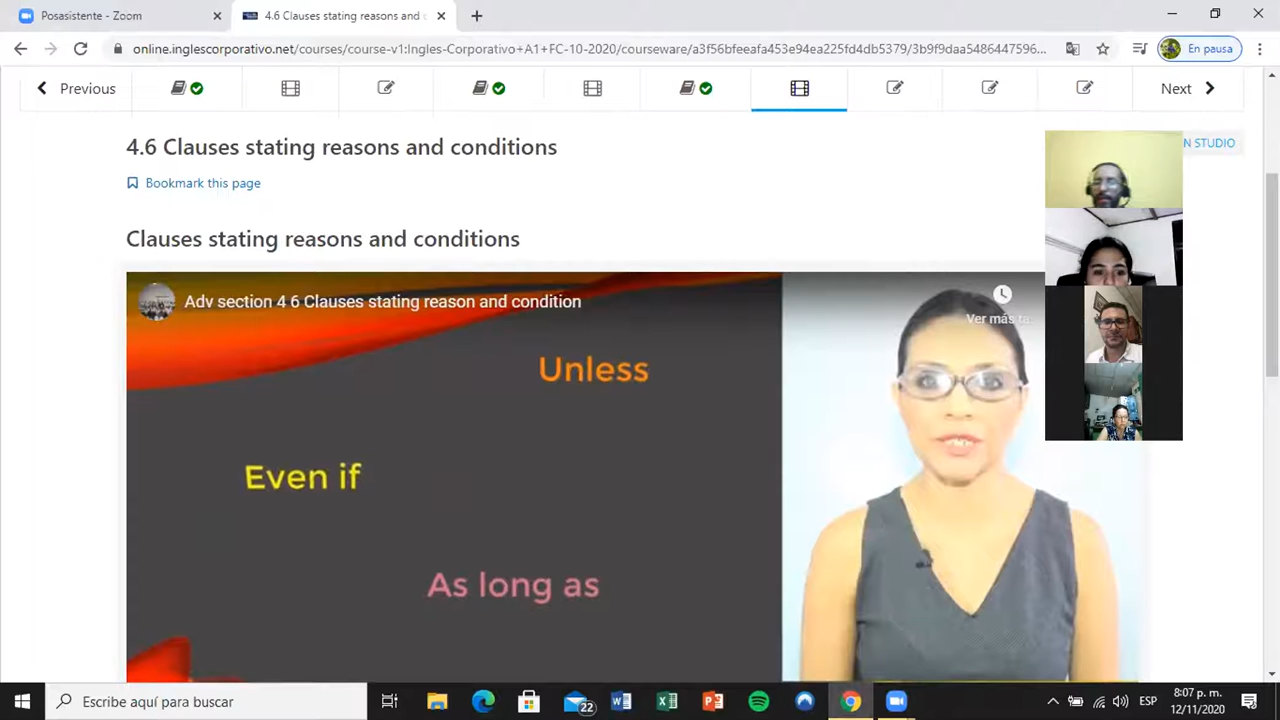 Posasistente - Zoom
4.6 Clauses stating reasons and c
online.inglescorporativo.net/courses/course-v1:Ingles-Corporativo+A1+FC-10-2020/courseware/a3f56bfeeafa453e94ea225fd4db5379/3b9f9daa5486447596...
En pausa
Previous
Next
4.6 Clauses stating reasons and conditions
N STUDIO
Bookmark this page
Clauses stating reasons and conditions
Adv section 4 6 Clauses stating reason and condition
Ver más ta
Unless
Even if
As long as
Escribe aquí para buscar
22
ESP
8:07 p. m.
12/11/2020